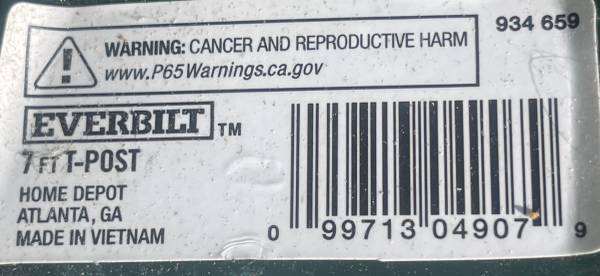 934 659
WARNING: CANCER AND REPRODUCTIVE HARM
www.P65Warnings.ca.gov
EVERBILT TM
7 FT T-POST
HOME DEPOT
ATLANTA, GA
MADE IN VIETNAM
0 99713 04907 9